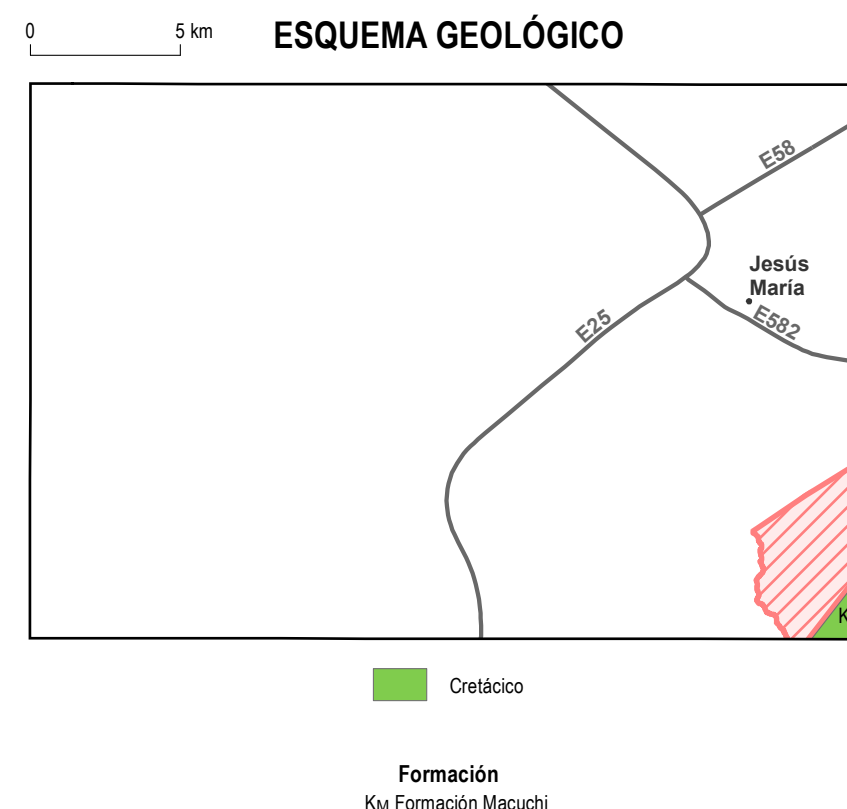 0 5 km
ESQUEMA GEOLÓGICO
E58
Jesús
María
E582
E25
K
Cretácico
Formación
KM Formación Macuchi